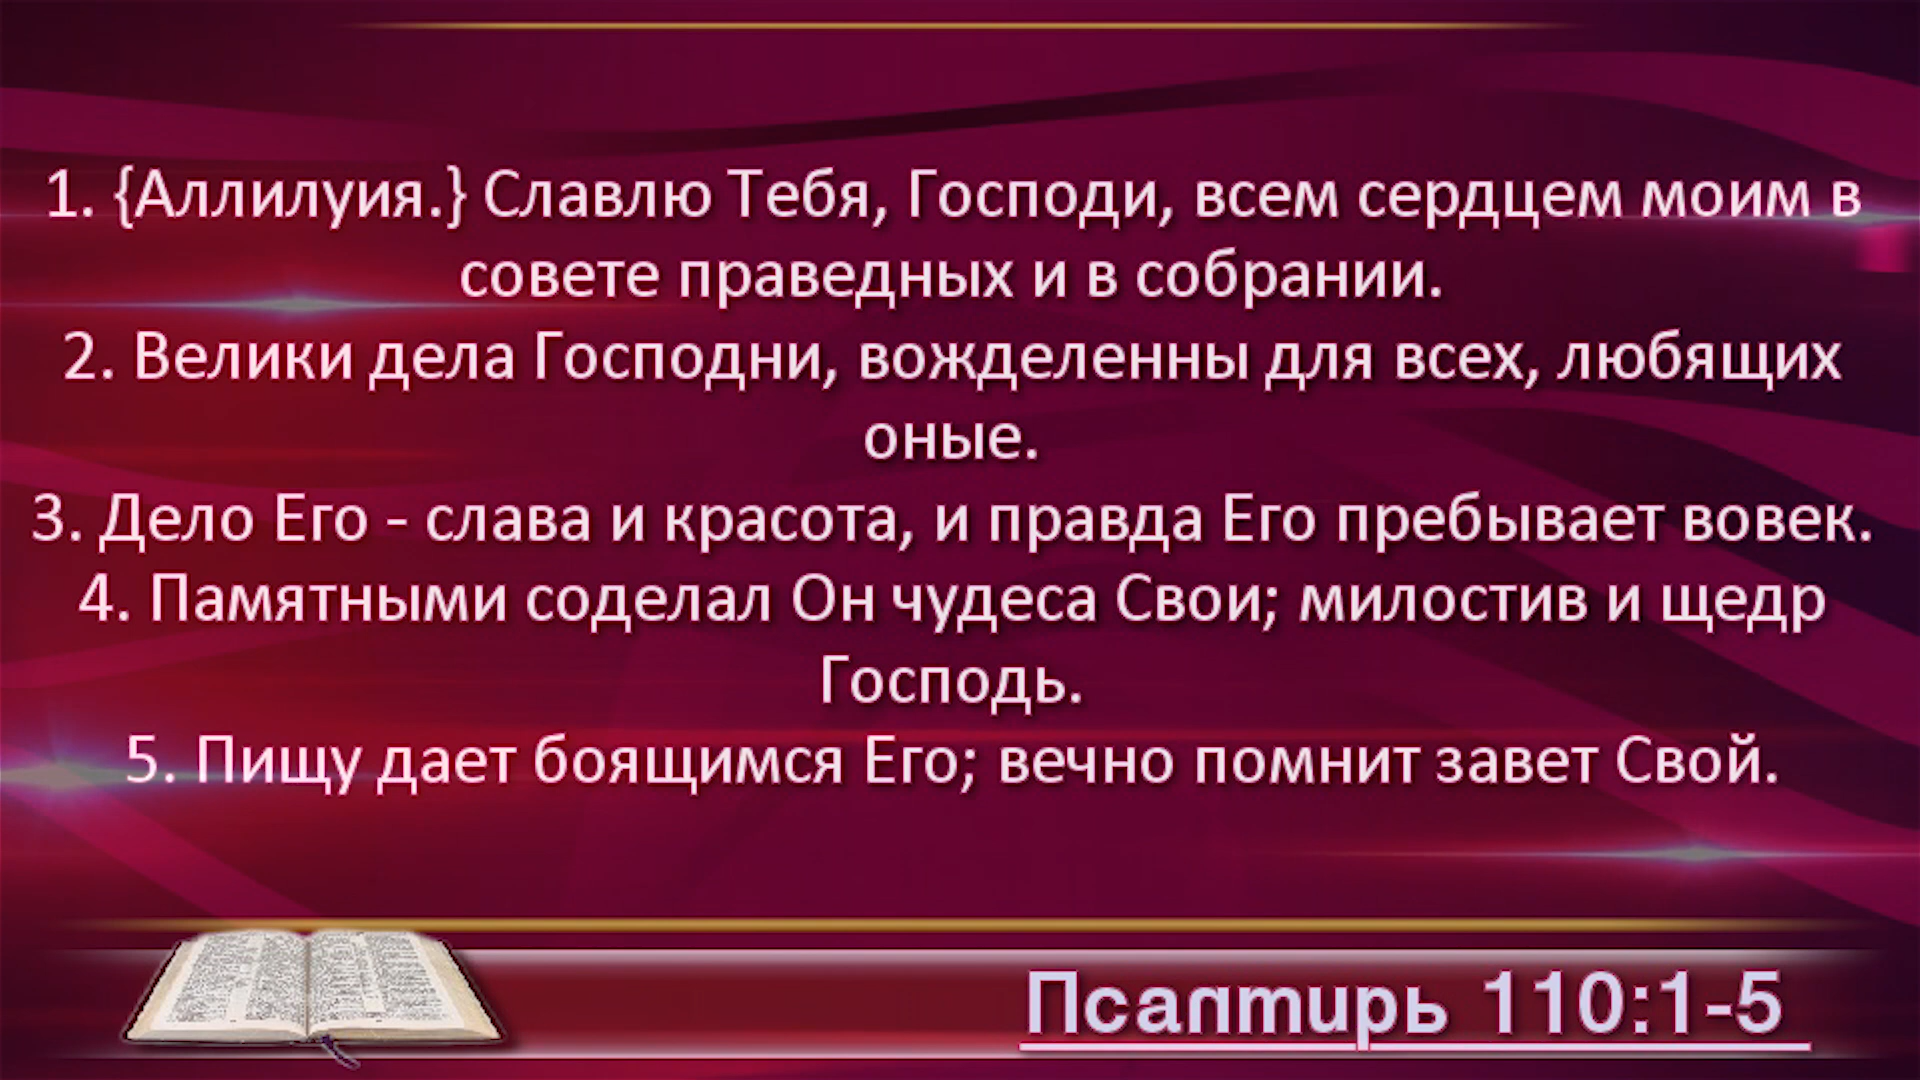 1. {Аллилуия.} Славлю Тебя, Господи, всем сердцем моим в
совете праведных и в собрании.
2. Велики дела Господни, вожделенны для всех, любящих
оные.
3. Дело Его - слава и красота, и правда Его пребывает вовек.
4. Памятными соделал Он чудеса Свои; милостив и щедр
Господь.
5. Пищу дает боящимся Его; вечно помнит завет Свой.
Псалтирь 110:1-5